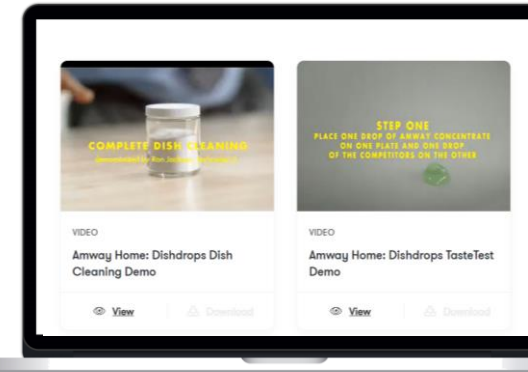 COMPLETE DISH CLEANING
STEP ONE
PLACE ONE DROP OF AMWAY CONCENTRATE
ON ONE PLATE AND ONE DROP
OF THE COMPETITORS ON THE OTHER
VIDEO
Amway Home: Dishdrops Dish
Cleaning Demo
View
Download
VIDEO
Amway Home: Dishdrops TasteTest
Demo
View
Download